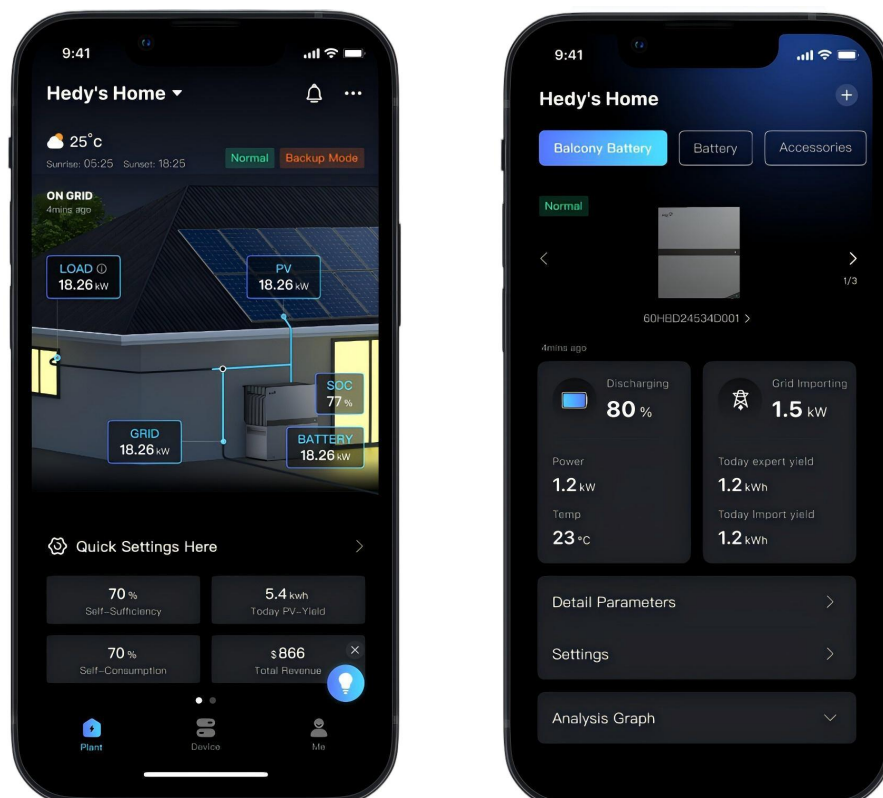 9:41
Hedy's Home
25°c
Sunrise: 05:25 Sunset: 18:25
Normal
Backup Mode
ON GRID
4mins ago
LOAD
18.26 kW
PV
18.26 kW
SOC
77 %
GRID
18.26 kW
BATTERY
18.26 kW
Quick Settings Here
70 %
Self-Sufficiency
5.4 kwh
Today PV-Yield
70 %
Self-Consumption
$ 866
Total Revenue
Plant
Device
Me
9:41
Hedy's Home
Balcony Battery
Battery
Accessories
Normal
1/3
60HBD24534D001
4mins ago
Discharging
80 %
Power
1.2 kW
Temp
23 °C
Grid Importing
1.5 kW
Today expert yield
1.2 kWh
Today Import yield
1.2 kWh
Detail Parameters
Settings
Analysis Graph